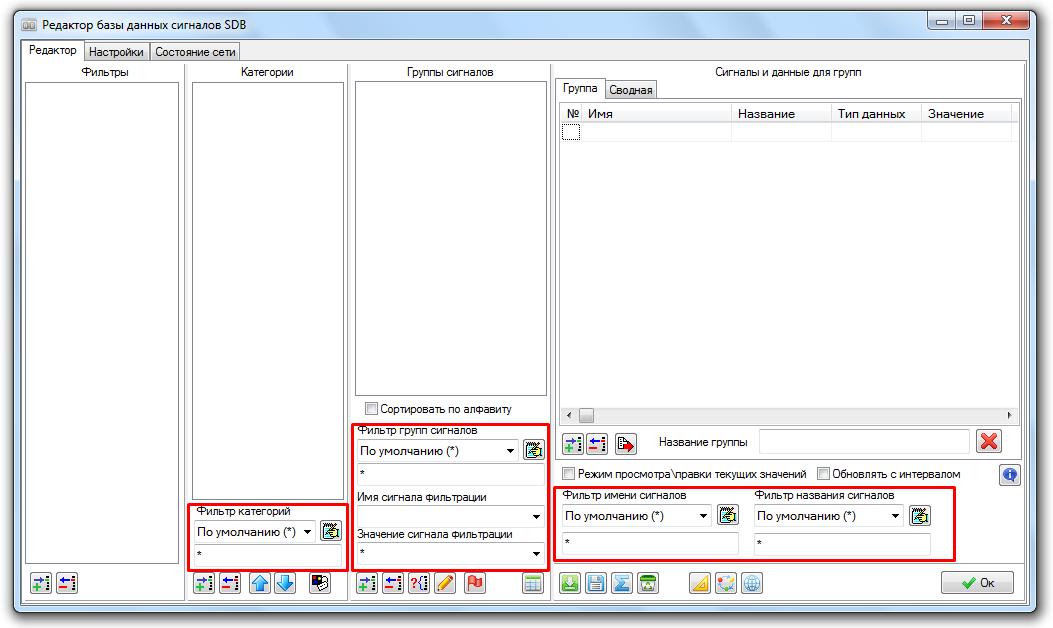 Редактор базы данных сигналов SDB
Редактор Настройки Состояние сети
Фильтры Категории Группы сигналов Сигналы и данные для групп
Группа Сводная
№ Имя Название Тип данных Значение
Сортировать по алфавиту
Фильтр групп сигналов
По умолчанию (*)
*
Имя сигнала фильтрации
Значение сигнала фильтрации
*
Фильтр категорий
По умолчанию (*)
*
Название группы
Режим просмотра\правки текущих значений Обновлять с интервалом
Фильтр имени сигналов Фильтр названия сигналов
По умолчанию (*) По умолчанию (*)
* *
Ок